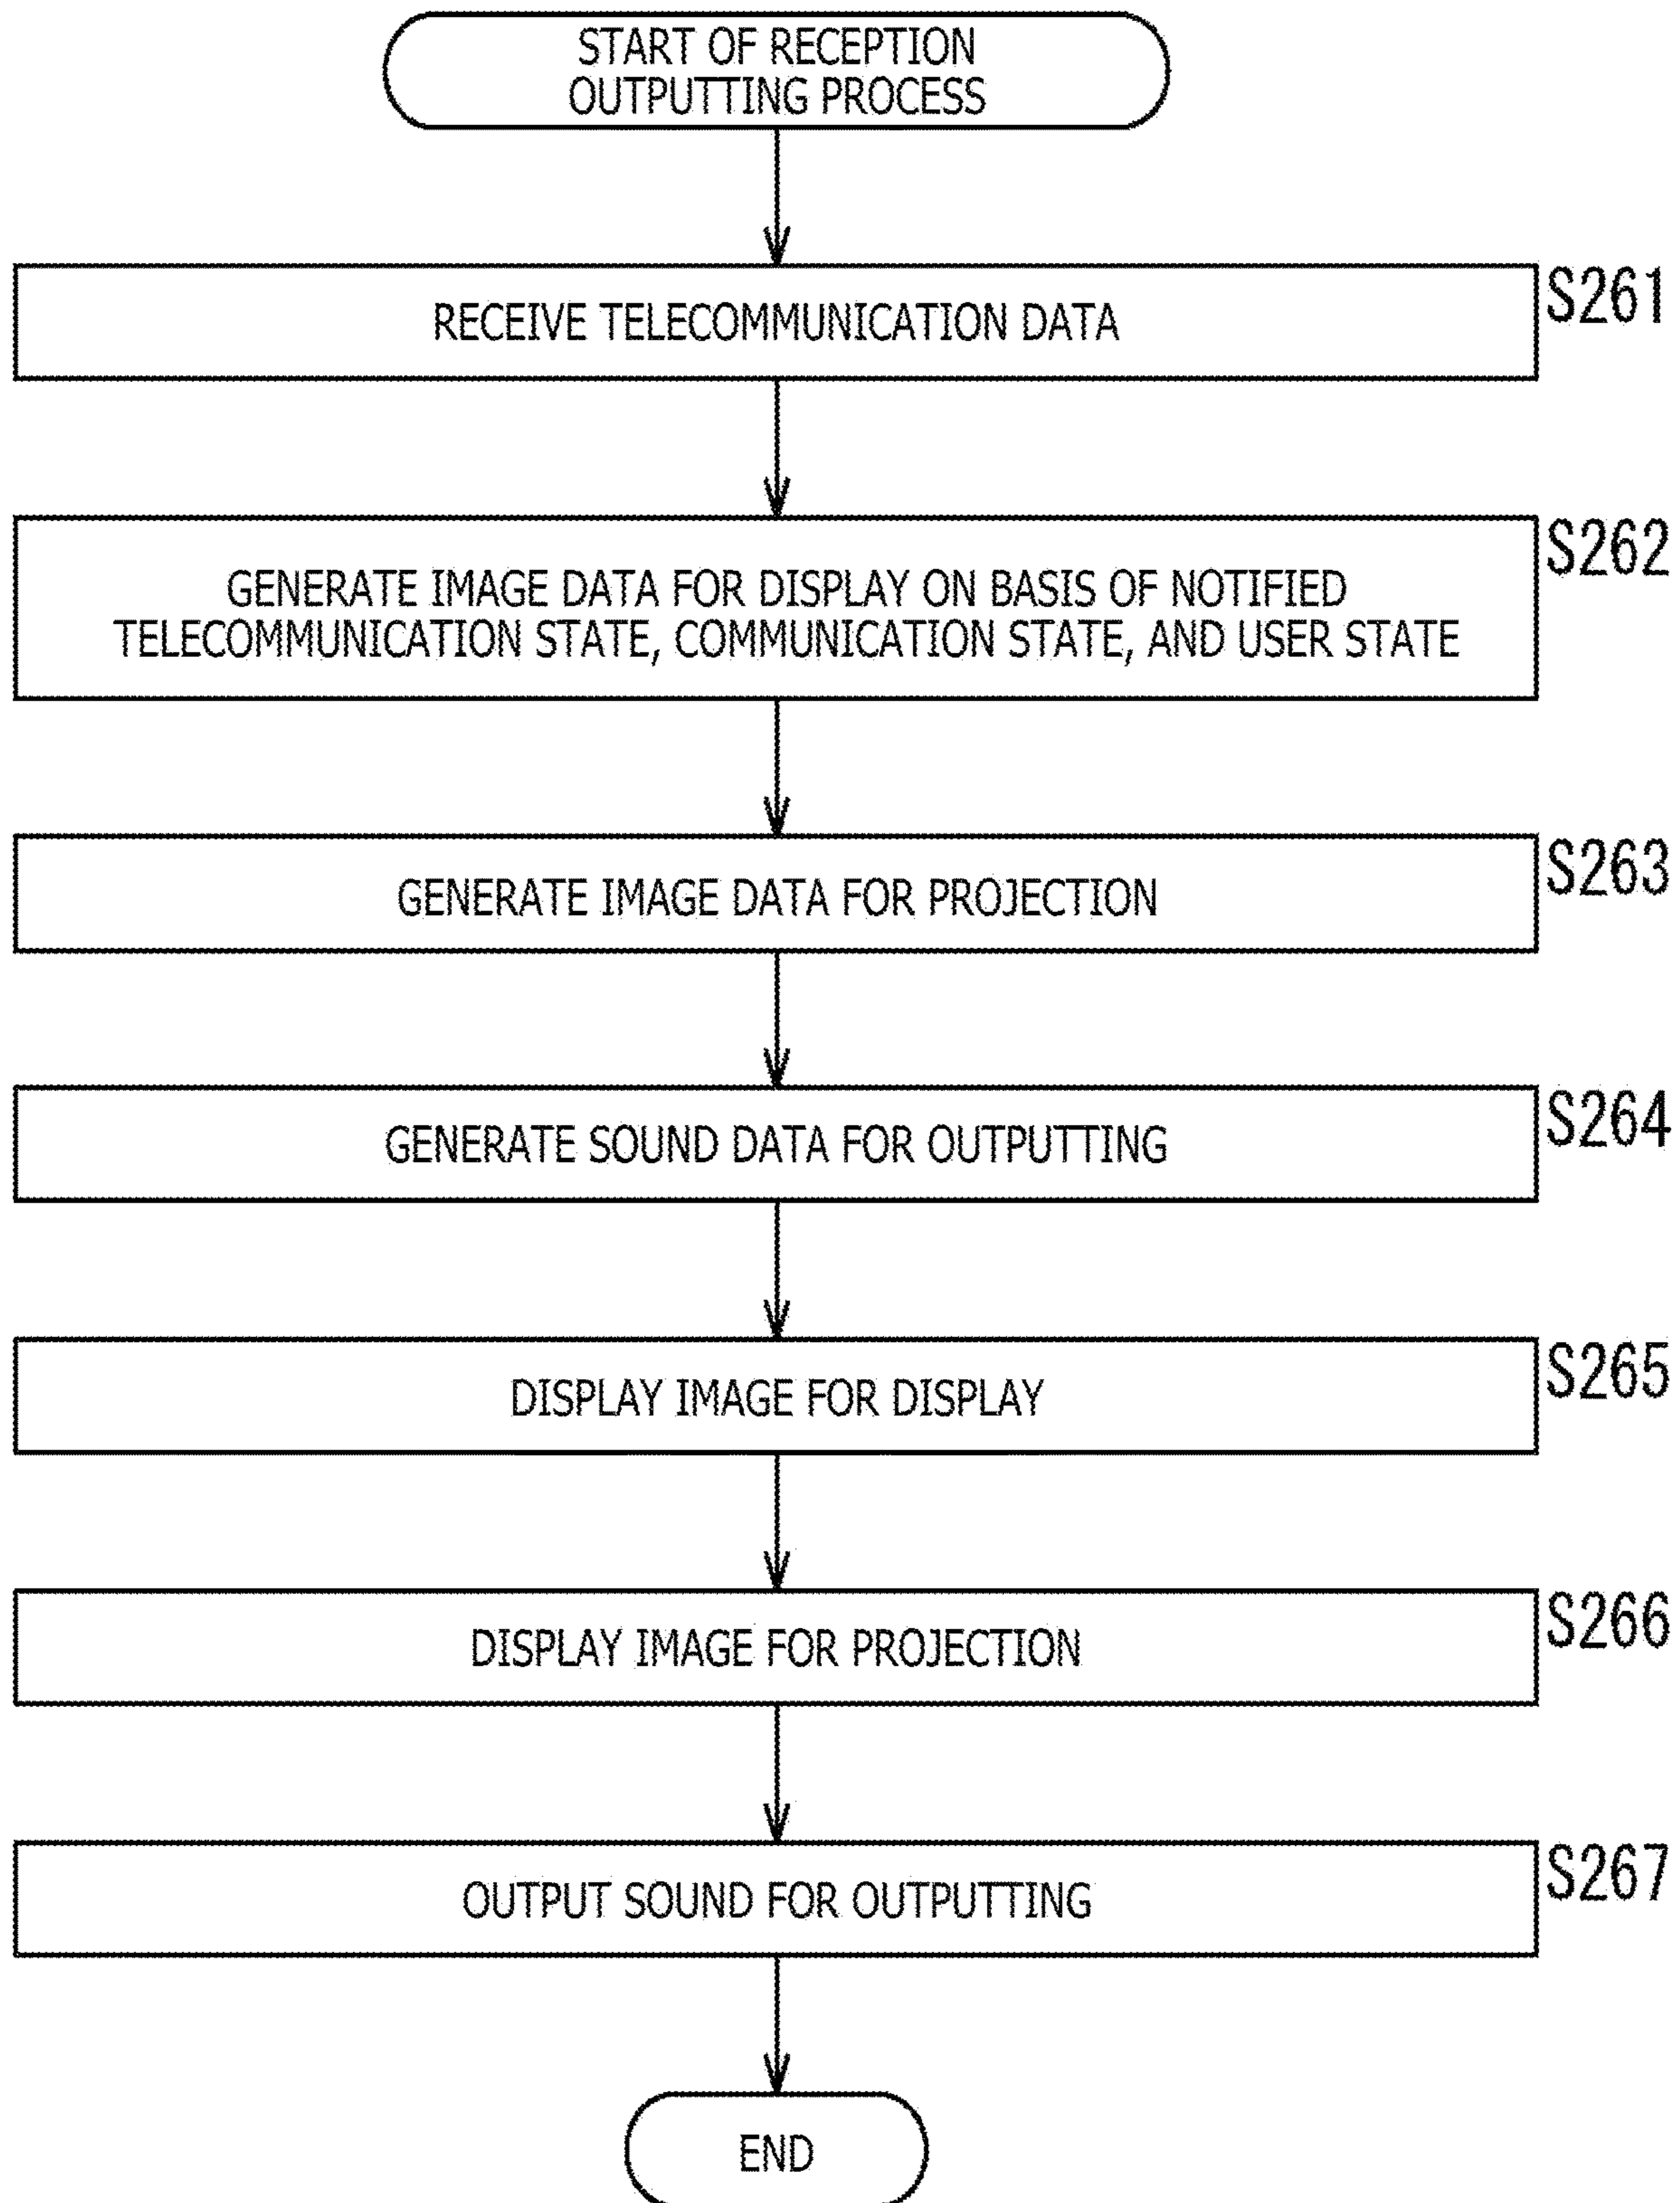 START OF RECEPTION
OUTPUTTING PROCESS
S261
RECEIVE TELECOMMUNICATION DATA
S262
GENERATE IMAGE DATA FOR DISPLAY ON BASIS OF NOTIFIED
TELECOMMUNICATION STATE, COMMUNICATION STATE, AND USER STATE
S263
GENERATE IMAGE DATA FOR PROJECTION
S264
GENERATE SOUND DATA FOR OUTPUTTING
S265
DISPLAY IMAGE FOR DISPLAY
S266
DISPLAY IMAGE FOR PROJECTION
S267
OUTPUT SOUND FOR OUTPUTTING
END